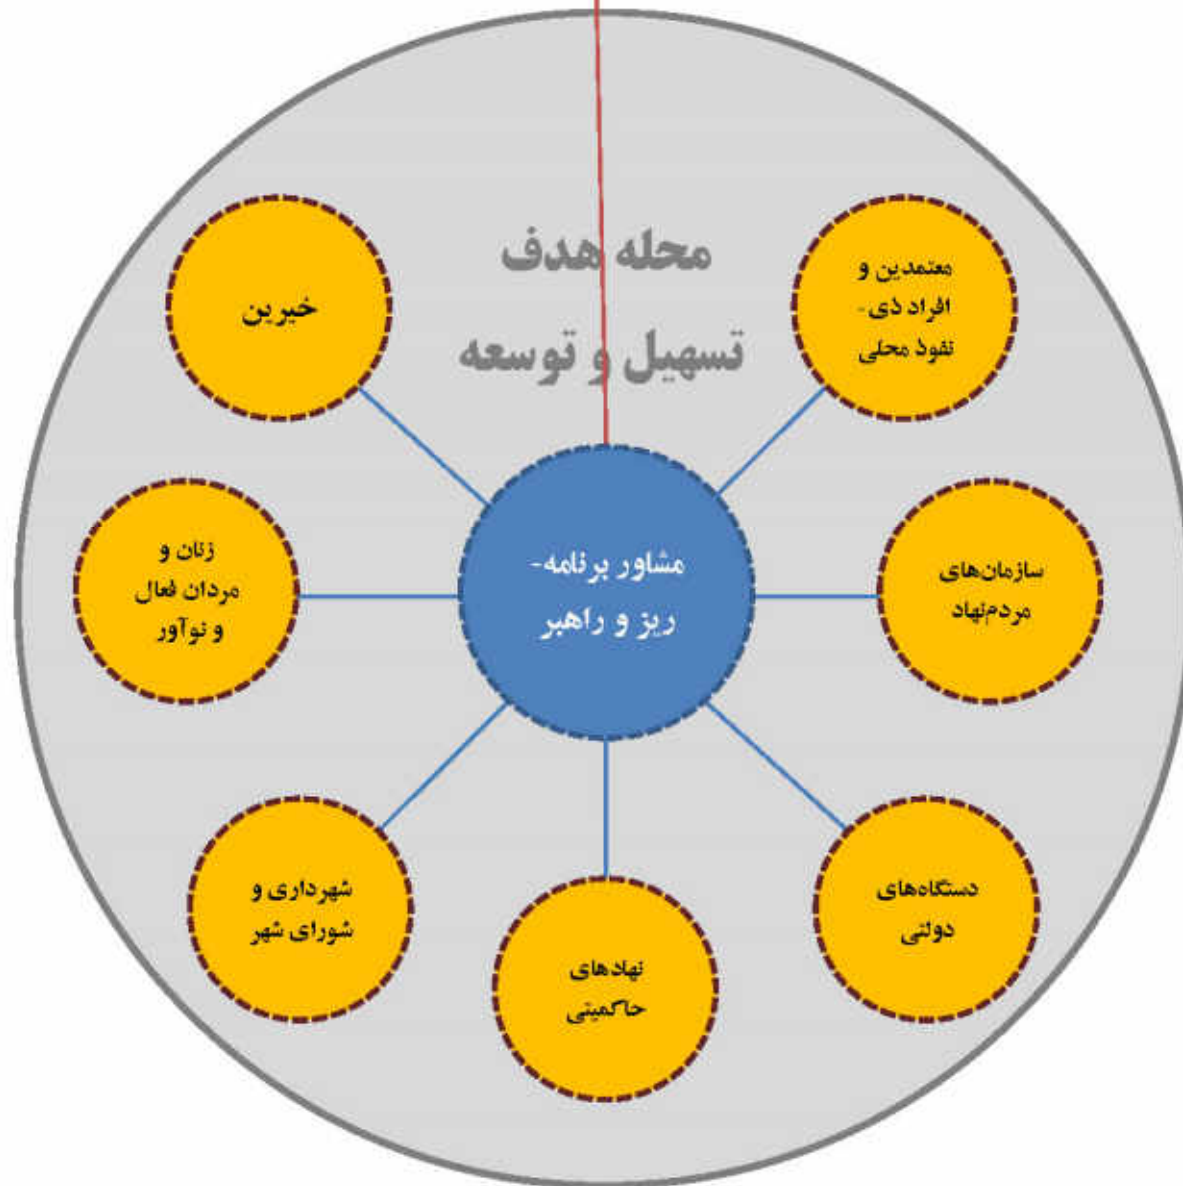 محله هدف
تسهیل و توسعه
معتمدین و
افراد ذی-
نفوذ محلی
خیرین
سازمان‌های
مردم‌نهاد
مشاور برنامه-
ریز و راهبر
زنان و
مردان فعال
و نوآور
دستگاه‌های
دولتی
شهرداری و
شورای شهر
نهادهای
حاکمیتی